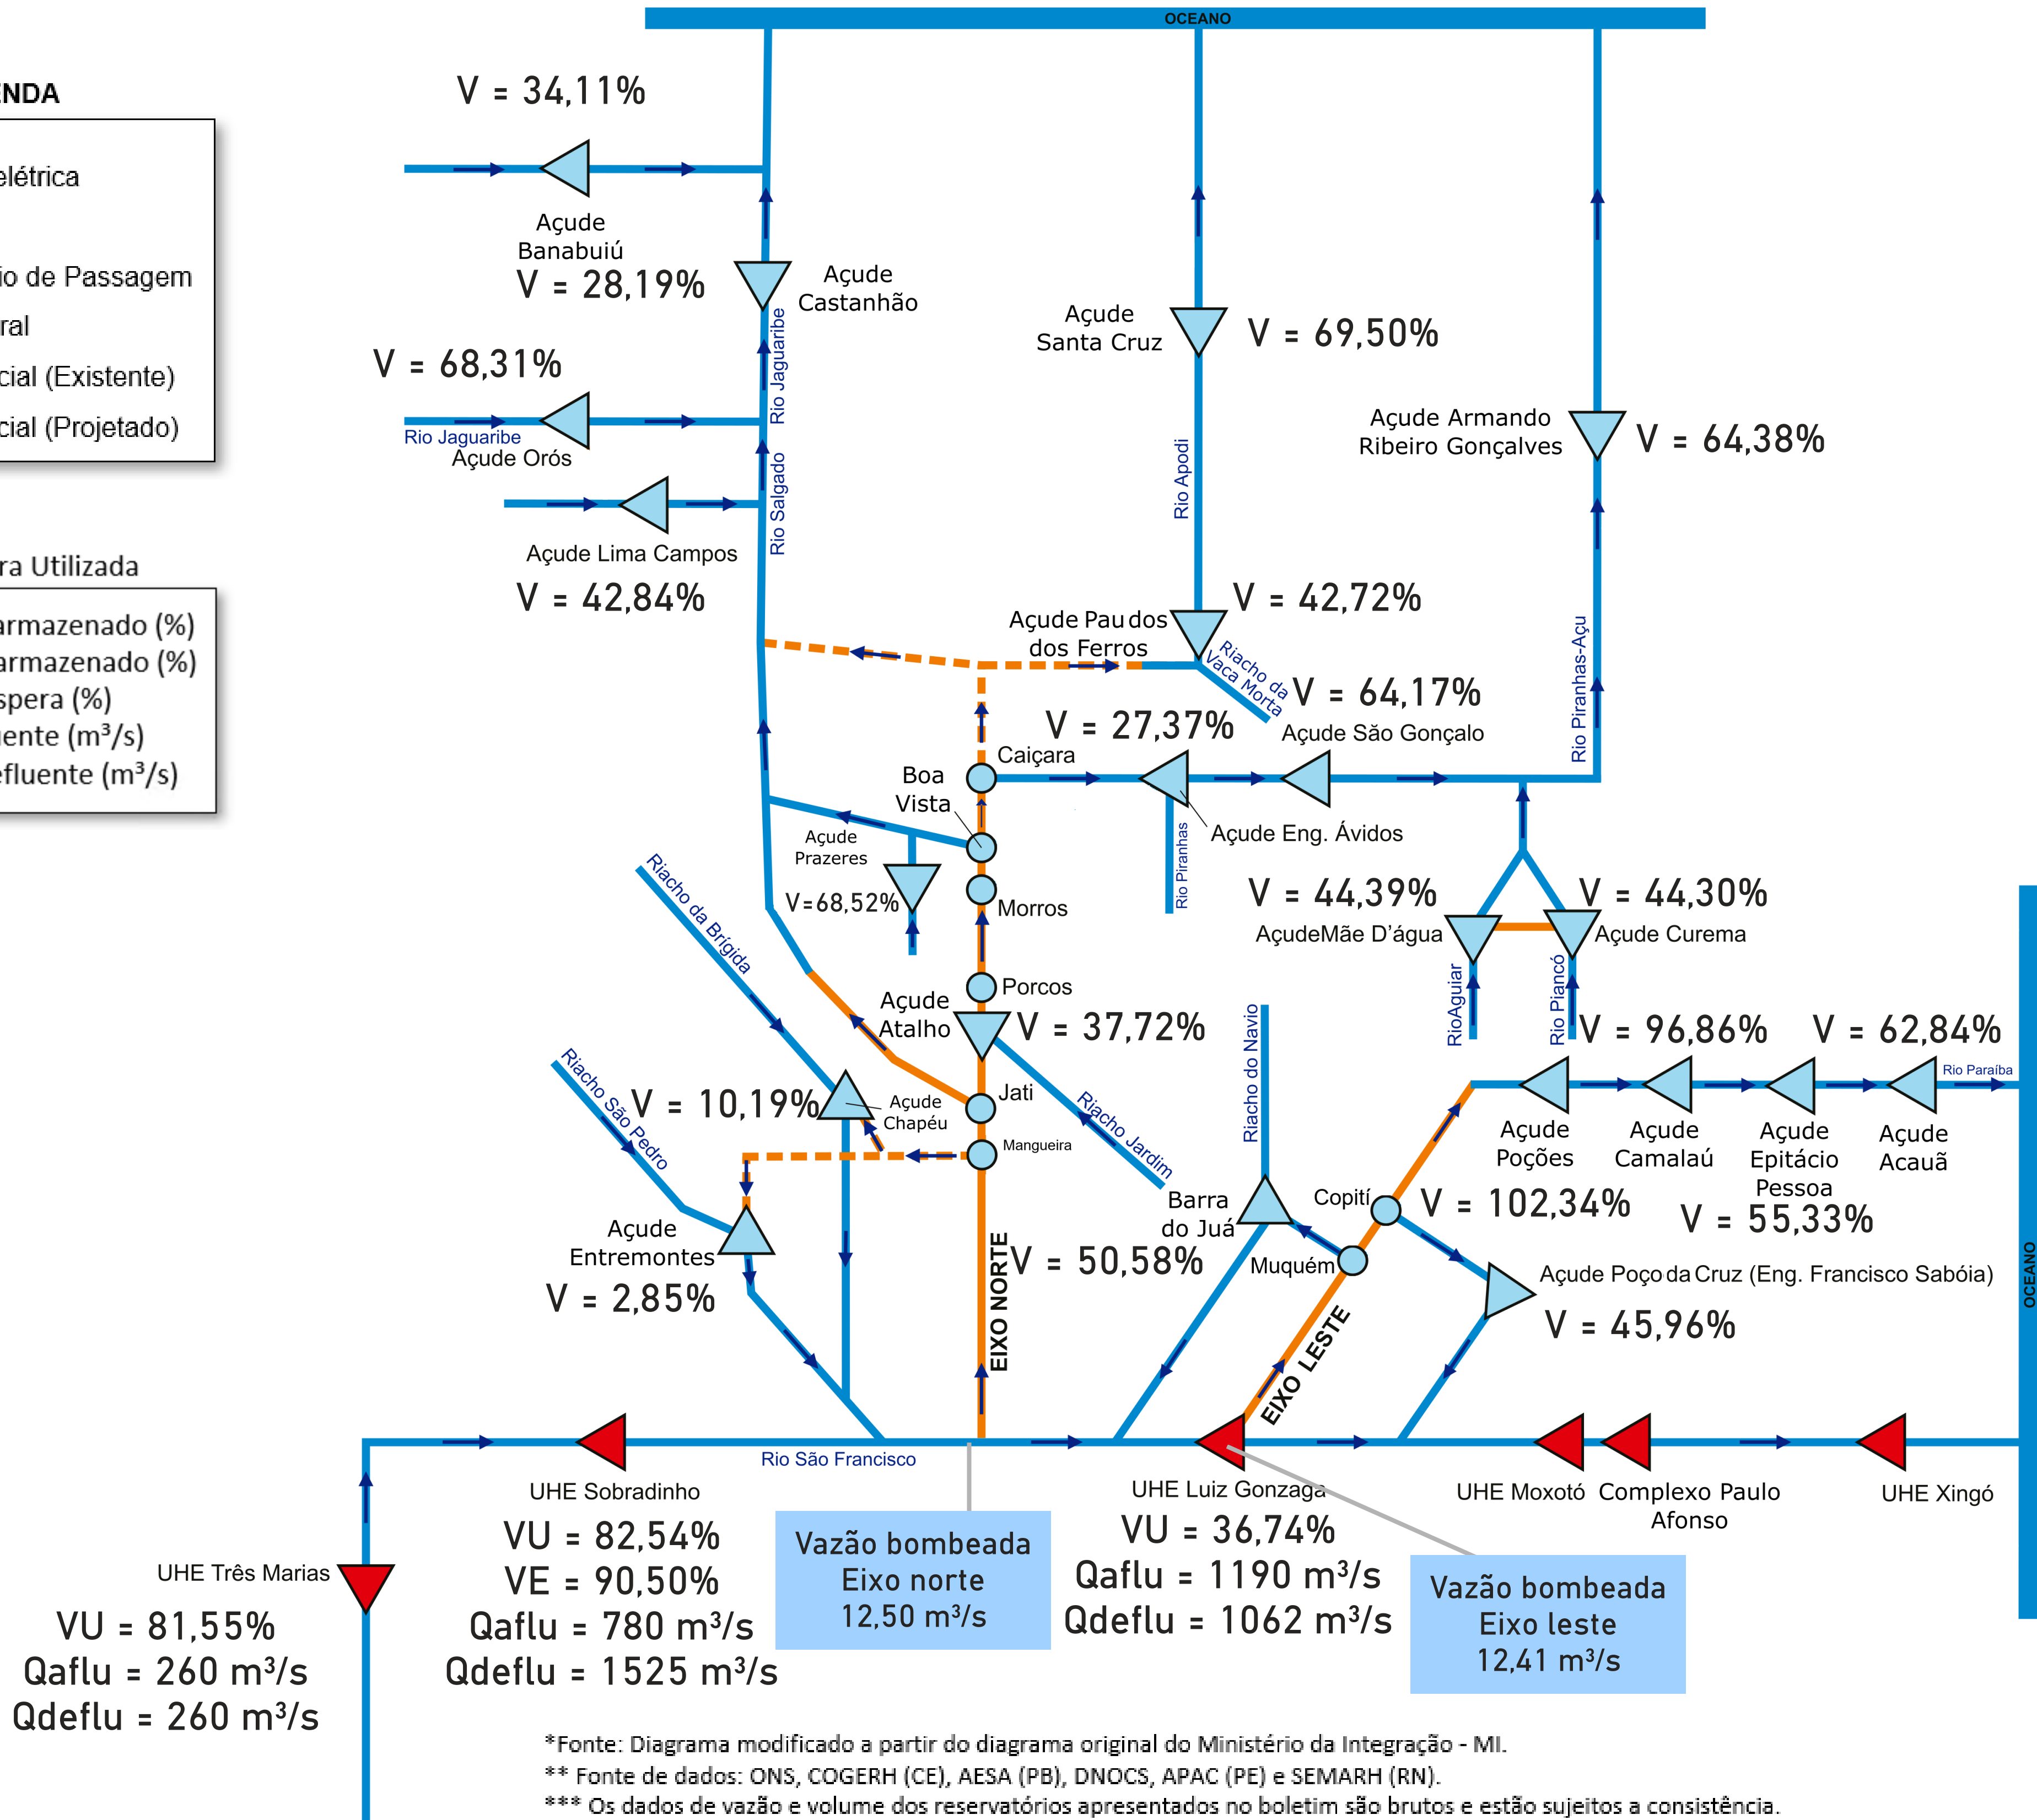 OCEANO
V = 34,11%
ENDA
elétrica
io de Passagem
ral
cial (Existente)
cial (Projetado)
Açude
Banabuiú
V = 28,19%
Açude
Castanhão
Rio Jaguaribe
V = 68,31%
Rio Jaguaribe
Açude Orós
Rio Salgado
Açude Lima Campos
V = 42,84%
Açude
Santa Cruz
V = 69,50%
Rio Apodi
Açude Armando
Ribeiro Gonçalves
V = 64,38%
ra Utilizada
armazenado (%)
armazenado (%)
spera (%)
uente (m³/s)
efluente (m³/s)
V = 42,72%
Açude Pau dos
dos Ferros
Riacho da
Vaca Morta
V = 64,17%
Açude São Gonçalo
V = 27,37%
Rio Piranhas-Açu
Caiçara
Boa
Vista
Açude Eng. Ávidos
Rio Piranhas
Açude
Prazeres
V=68,52%
Morros
Riacho da Brígida
V = 44,39%
AçudeMãe D'água
V = 44,30%
Açude Curema
RioAguiar
Rio Piancó
Porcos
Açude
Atalho
V = 37,72%
Riacho do Navio
V = 96,86%
V = 62,84%
Rio Paraíba
Riacho São Pedro
V = 10,19%
Açude
Chapéu
Jati
Mangueira
Riacho Jardim
Açude
Poções
Açude
Camalaú
Açude
Epitácio
Pessoa
Açude
Acauã
V = 102,34%
V = 55,33%
Barra
do Juá
Copití
Muquém
V = 50,58%
Açude
Entremontes
V = 2,85%
EIXO NORTE
EIXO LESTE
Açude Poço da Cruz (Eng. Francisco Sabóia)
V = 45,96%
OCEANO
Rio São Francisco
UHE Sobradinho
VU = 82,54%
VE = 90,50%
Qaflu = 780 m³/s
Qdeflu = 1525 m³/s
Vazão bombeada
Eixo norte
12,50 m³/s
UHE Luiz Gonzaga
VU = 36,74%
Qaflu = 1190 m³/s
Qdeflu = 1062 m³/s
Vazão bombeada
Eixo leste
12,41 m³/s
UHE Moxotó
Complexo Paulo
Afonso
UHE Xingó
UHE Três Marias
VU = 81,55%
Qaflu = 260 m³/s
Qdeflu = 260 m³/s
*Fonte: Diagrama modificado a partir do diagrama original do Ministério da Integração - MI.
** Fonte de dados: ONS, COGERH (CE), AESA (PB), DNOCS, APAC (PE) e SEMARH (RN).
*** Os dados de vazão e volume dos reservatórios apresentados no boletim são brutos e estão sujeitos a consistência.